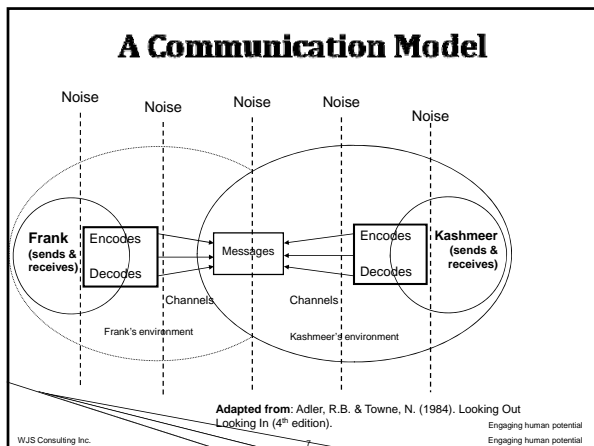 A Communication Model
Noise
Noise
Noise
Noise
Noise
Frank
(sends &
receives)
Encodes
Decodes
Messages
Encodes
Decodes
Kashmeer
(sends &
receives)
Channels
Channels
Frank's environment
Kashmeer's environment
Adapted from: Adler, R.B. & Towne, N. (1984). Looking Out
Looking In (4th edition).
Engaging human potential
WJS Consulting Inc.
7
Engaging human potential